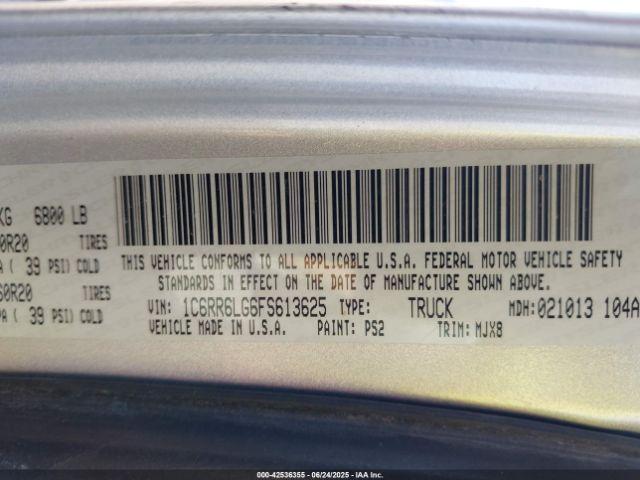 KG 6800 LB
0R20 TIRES
A ( 39 PSI) COLD
60R20 TIRES
PA ( 39 PSI) COLD
THIS VEHICLE CONFORMS TO ALL APPLICABLE U.S.A. FEDERAL MOTOR VEHICLE SAFETY
STANDARDS IN EFFECT ON THE DATE OF MANUFACTURE SHOWN ABOVE.
VIN: 1C6RR6LG6FS613625 TYPE: TRUCK MDH: 021013 104A
VEHICLE MADE IN U.S.A. PAINT: PS2 TRIM: MJX8
000-42536355 - 06/24/2025 - IAA Inc.